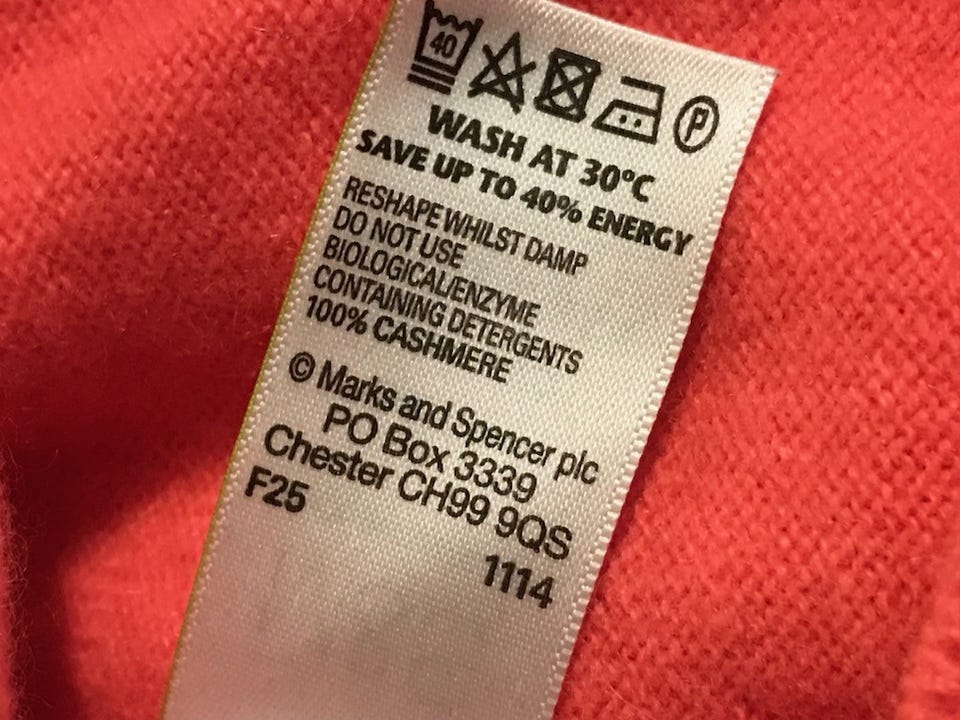 40 P
WASH AT 30°C
SAVE UP TO 40% ENERGY
RESHAPE WHILST DAMP
DO NOT USE
BIOLOGICAL/ENZYME
CONTAINING DETERGENTS
100% CASHMERE
© Marks and Spencer plc
PO Box 3339
Chester CH99 9QS
F25
1114